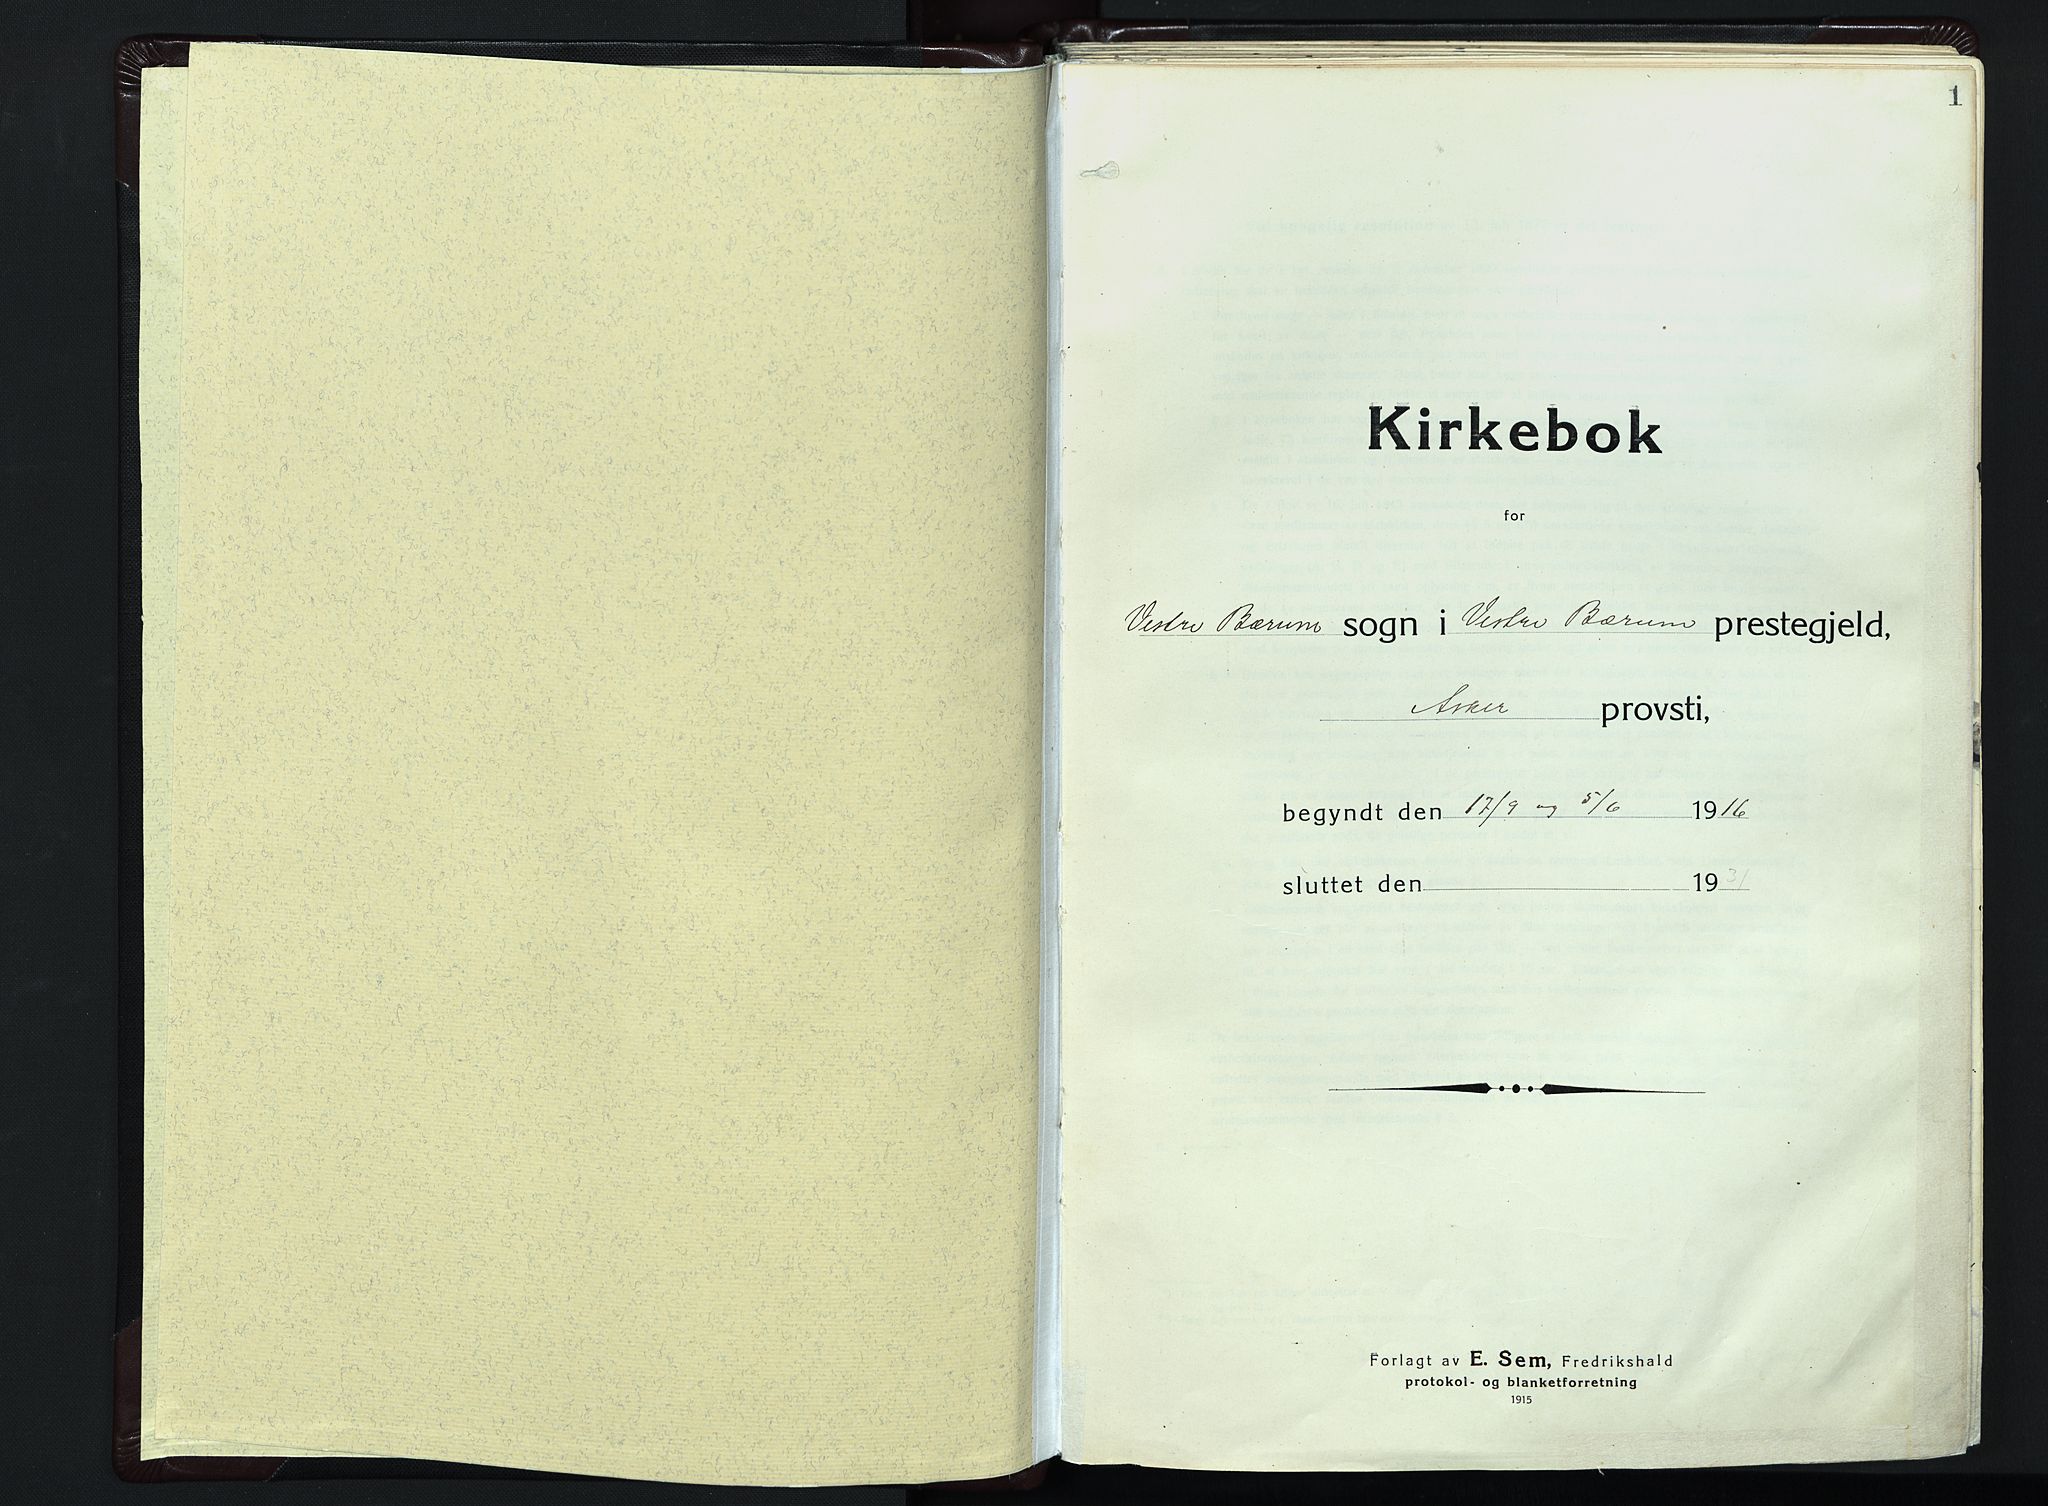 1
Kirkebok
for
Vestre Bærum sogn i Vestre Bærum prestegjeld,
Asker provsti,
begyndt den 17/9 og 5/6 1916
sluttet den 1931
Forlagt av E. Sem, Fredrikshald
protokol- og blanketforretning
1915